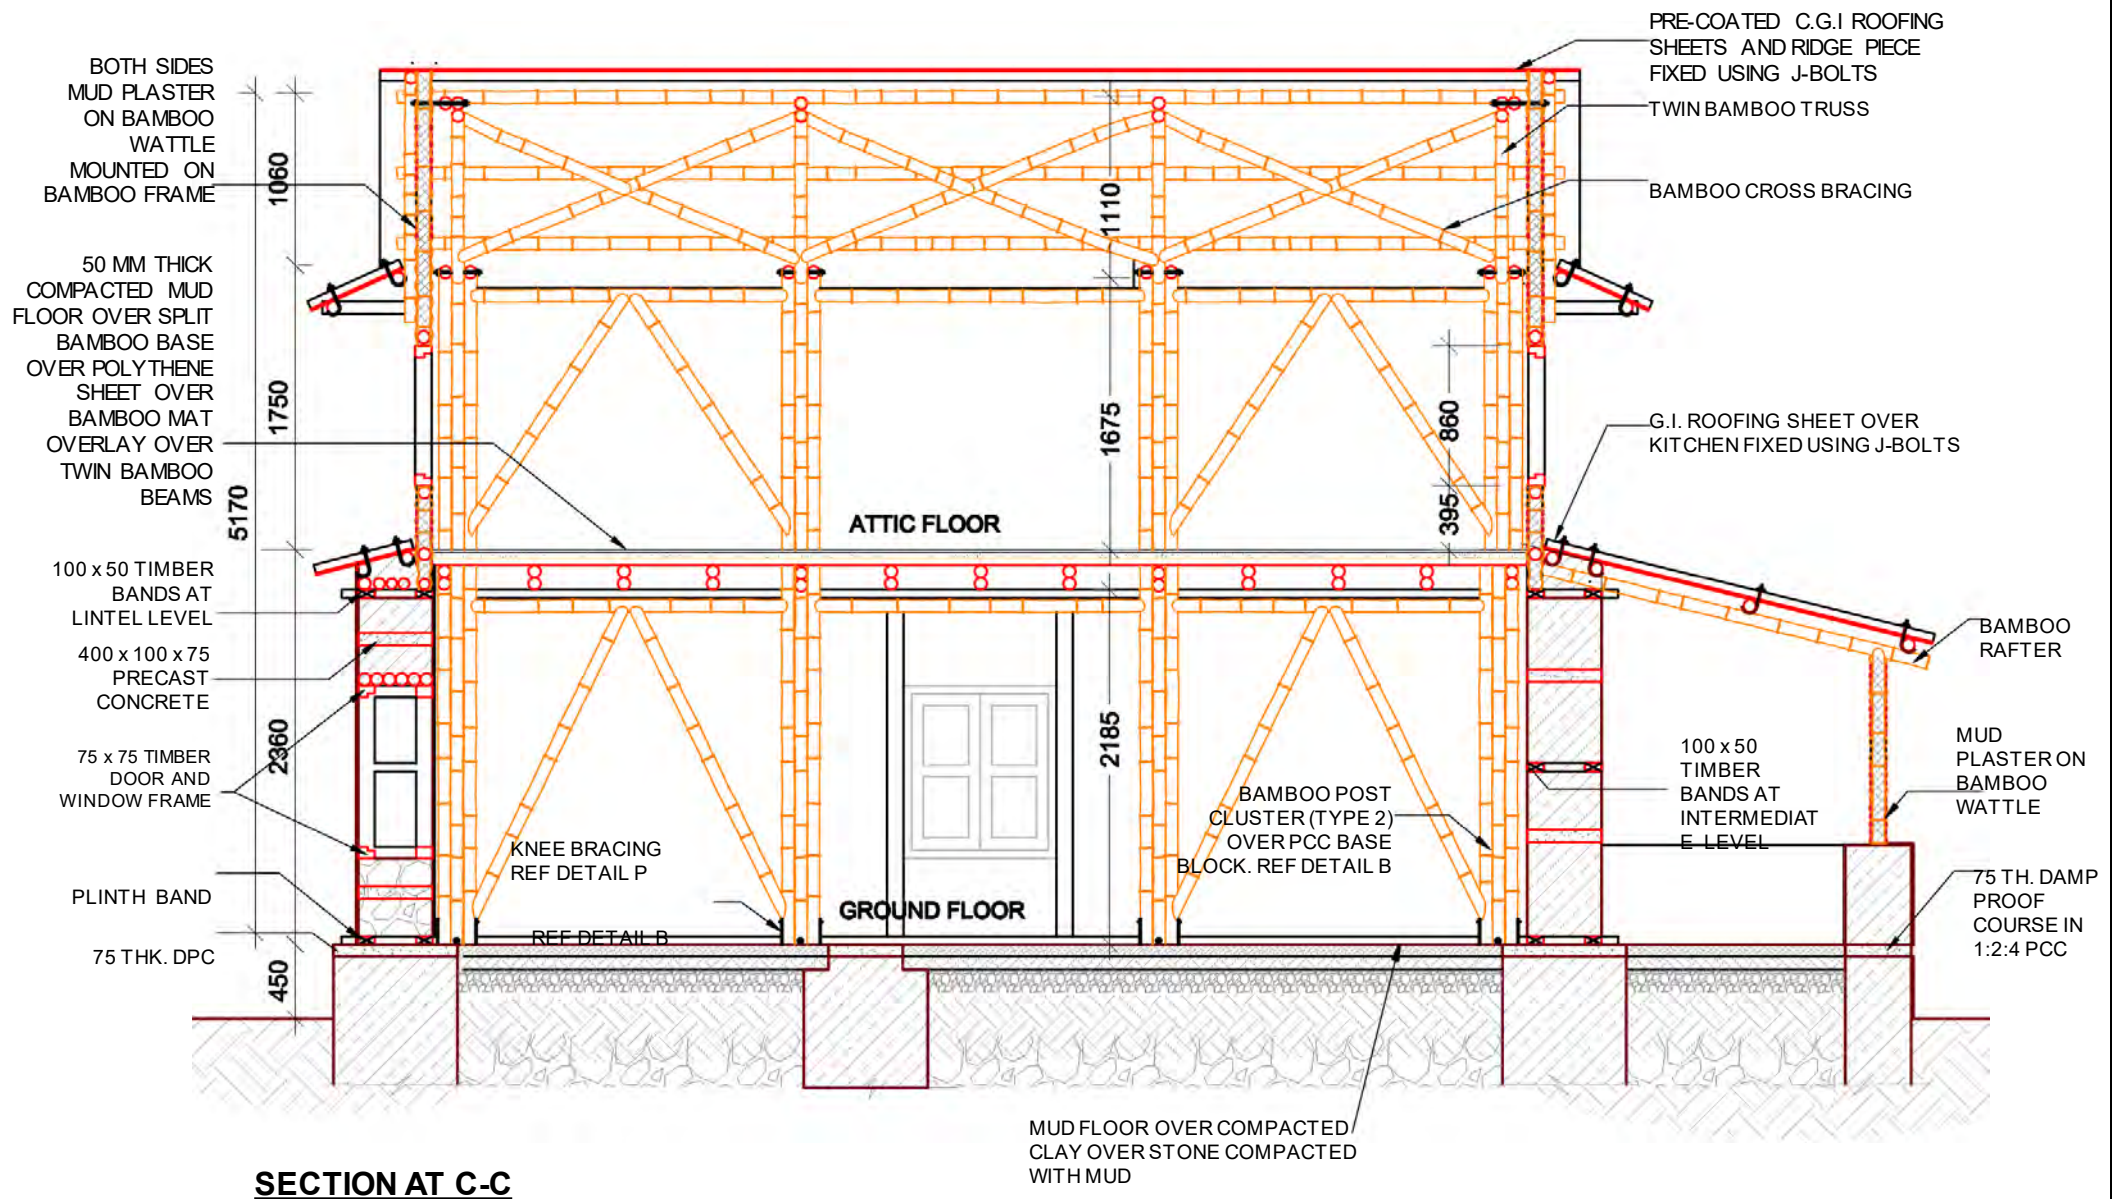 BOTH SIDES
MUD PLASTER
ON BAMBOO
WATTLE
MOUNTED ON
BAMBOO FRAME
50 MM THICK
COMPACTED MUD
FLOOR OVER SPLIT
BAMBOO BASE
OVER POLYTHENE
SHEET OVER
BAMBOO MAT
OVERLAY OVER
TWIN BAMBOO
BEAMS
100 x 50 TIMBER
BANDS AT
LINTEL LEVEL
400 x 100 x 75
PRECAST
CONCRETE
75 x 75 TIMBER
DOOR AND
WINDOW FRAME
PLINTH BAND
75 THK. DPC
5170
1060
1750
2360
450
1110
1675
2185
860
395
ATTIC FLOOR
KNEE BRACING
REF DETAIL P
REF DETAIL B
GROUND FLOOR
BAMBOO POST
CLUSTER (TYPE 2)
OVER PCC BASE
BLOCK. REF DETAIL B
PRE-COATED C.G.I ROOFING
SHEETS AND RIDGE PIECE
FIXED USING J-BOLTS
TWIN BAMBOO TRUSS
BAMBOO CROSS BRACING
G.I. ROOFING SHEET OVER
KITCHEN FIXED USING J-BOLTS
BAMBOO
RAFTER
100 x 50
TIMBER
BANDS AT
INTERMEDIAT
E LEVEL
MUD
PLASTER ON
BAMBOO
WATTLE
75 TH. DAMP
PROOF
COURSE IN
1:2:4 PCC
MUD FLOOR OVER COMPACTED
CLAY OVER STONE COMPACTED
WITH MUD
SECTION AT C-C